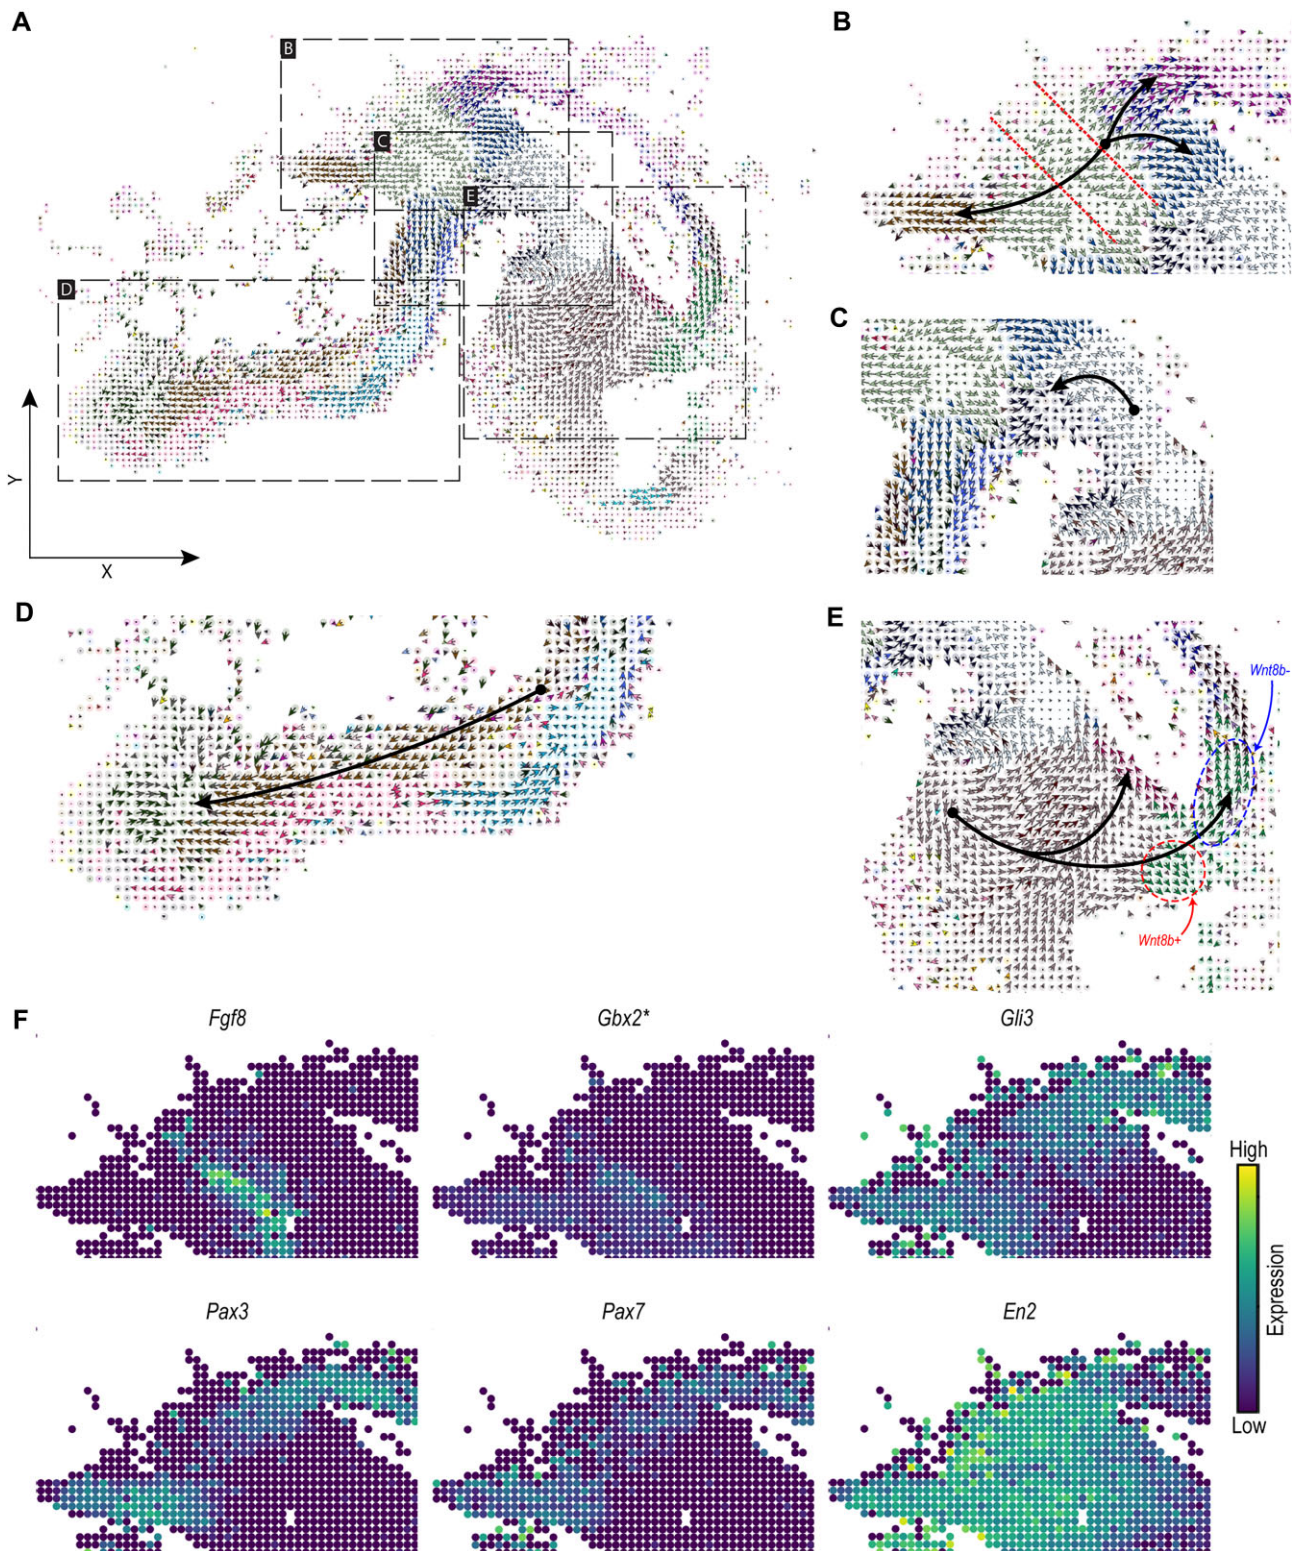 A
B
C
E
D
Y
X
B
C
D
E
Wnt8b-
Wnt8b+
F
Fgf8
Gbx2*
Gli3
Pax3
Pax7
En2
High
Expression
Low